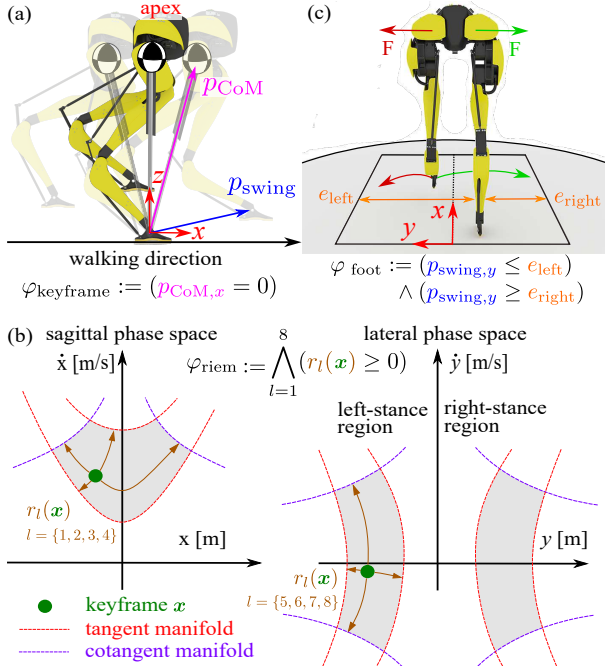 (a)
apex
p_CoM
p_swing
z
x
walking direction
φ_keyframe := (p_CoM,x = 0)
(c)
F
F
e_left
e_right
x
y
φ_foot := (p_swing,y ≤ e_left)
∧ (p_swing,y ≥ e_right)
(b)
sagittal phase space
lateral phase space
ẋ [m/s]
φ_riem := ⋀_{l=1}^{8} (r_l(x) ≥ 0)
ẏ [m/s]
left-stance
region
right-stance
region
r_l(x)
l = {1, 2, 3, 4}
x [m]
y [m]
r_l(x)
l = {5, 6, 7, 8}
keyframe x
tangent manifold
cotangent manifold